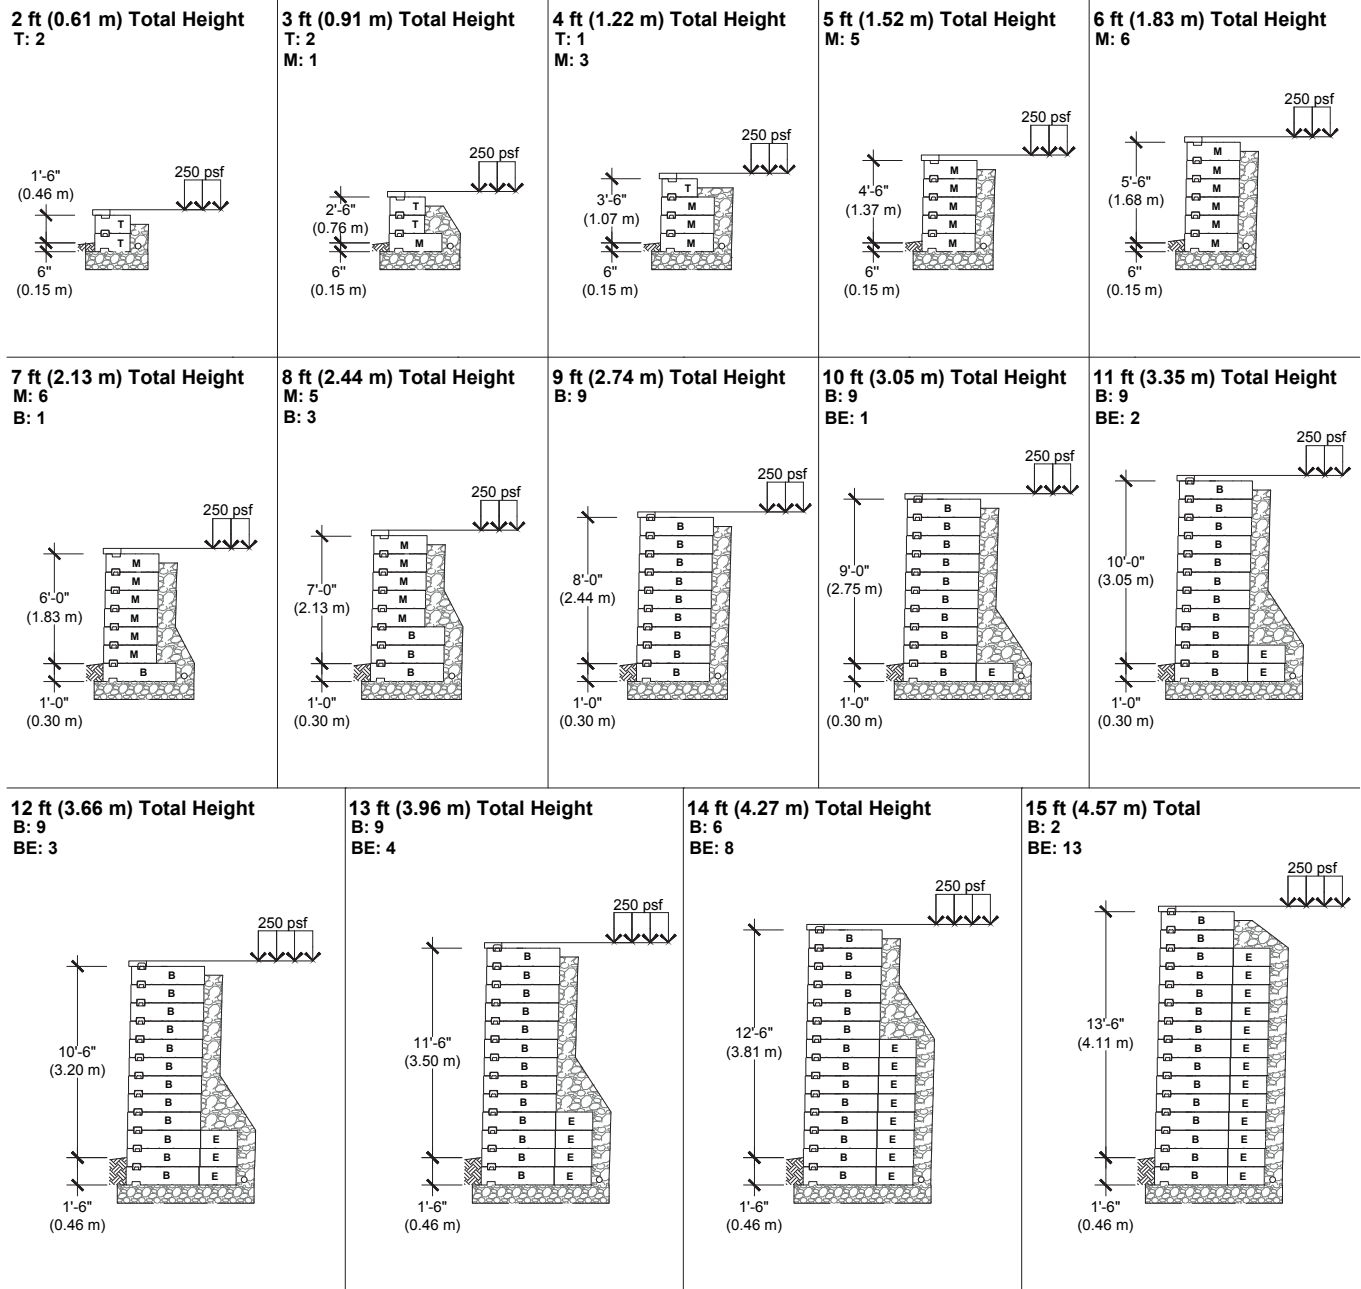 2 ft (0.61 m) Total Height
T: 2
250 psf
1'-6"
(0.46 m)
T
T
6"
(0.15 m)
3 ft (0.91 m) Total Height
T: 2
M: 1
250 psf
2'-6"
(0.76 m)
T
T
M
6"
(0.15 m)
4 ft (1.22 m) Total Height
T: 1
M: 3
250 psf
3'-6"
(1.07 m)
T
M
M
M
6"
(0.15 m)
5 ft (1.52 m) Total Height
M: 5
250 psf
4'-6"
(1.37 m)
M
M
M
M
M
6"
(0.15 m)
6 ft (1.83 m) Total Height
M: 6
250 psf
5'-6"
(1.68 m)
M
M
M
M
M
M
6"
(0.15 m)
7 ft (2.13 m) Total Height
M: 6
B: 1
250 psf
6'-0"
(1.83 m)
M
M
M
M
M
M
B
1'-0"
(0.30 m)
8 ft (2.44 m) Total Height
M: 5
B: 3
250 psf
7'-0"
(2.13 m)
M
M
M
M
M
B
B
B
1'-0"
(0.30 m)
9 ft (2.74 m) Total Height
B: 9
250 psf
8'-0"
(2.44 m)
B
B
B
B
B
B
B
B
B
1'-0"
(0.30 m)
10 ft (3.05 m) Total Height
B: 9
BE: 1
250 psf
9'-0"
(2.75 m)
B
B
B
B
B
B
B
B
B
B E
1'-0"
(0.30 m)
11 ft (3.35 m) Total Height
B: 9
BE: 2
250 psf
10'-0"
(3.05 m)
B
B
B
B
B
B
B
B
B
B E
B E
1'-0"
(0.30 m)
12 ft (3.66 m) Total Height
B: 9
BE: 3
250 psf
10'-6"
(3.20 m)
B
B
B
B
B
B
B
B
B
B E
B E
B E
1'-6"
(0.46 m)
13 ft (3.96 m) Total Height
B: 9
BE: 4
250 psf
11'-6"
(3.50 m)
B
B
B
B
B
B
B
B
B
B E
B E
B E
B E
1'-6"
(0.46 m)
14 ft (4.27 m) Total Height
B: 6
BE: 8
250 psf
12'-6"
(3.81 m)
B
B
B
B
B
B
B E
B E
B E
B E
B E
B E
B E
B E
1'-6"
(0.46 m)
15 ft (4.57 m) Total
B: 2
BE: 13
250 psf
13'-6"
(4.11 m)
B
B
B E
B E
B E
B E
B E
B E
B E
B E
B E
B E
B E
B E
B E
1'-6"
(0.46 m)